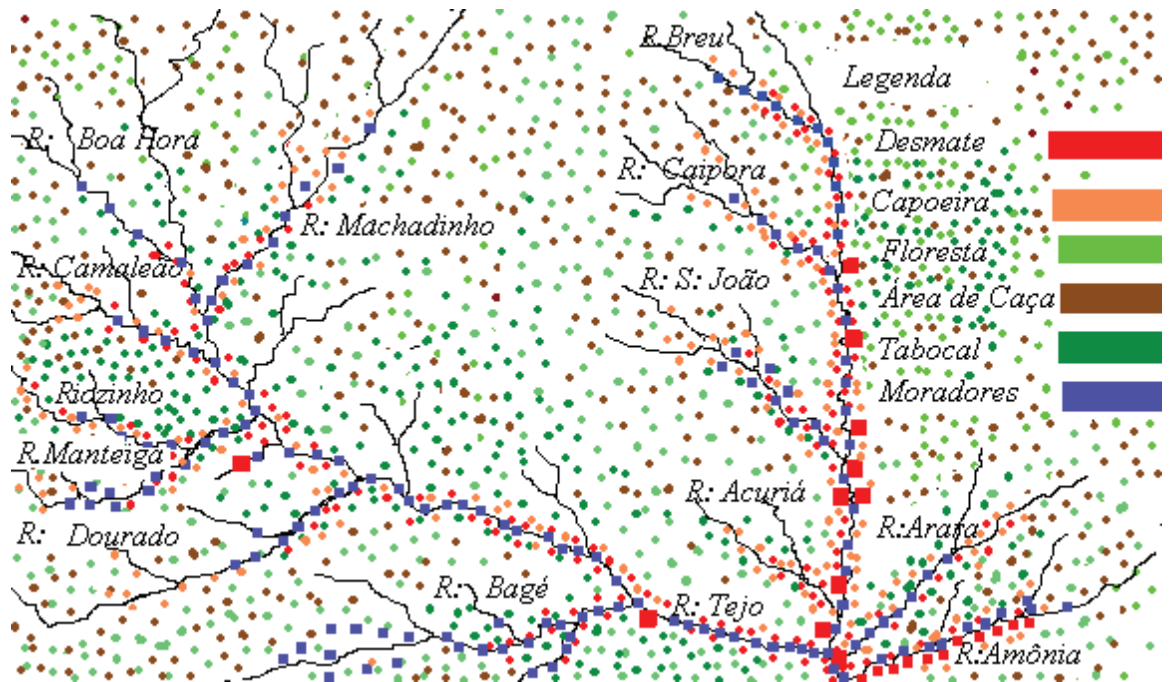 R.Breu
Legenda
R: Boa Hora
Desmate
R: Caipora
Capoeira
R: Machadinho
Floresta
R: Camaleão
R: S: João
Área de Caça
Tabocal
Riozinho
Moradores
R.Manteiga
R: Acuriá
R:Arara
R: Dourado
R: Bagé
R: Tejo
R:Amônia